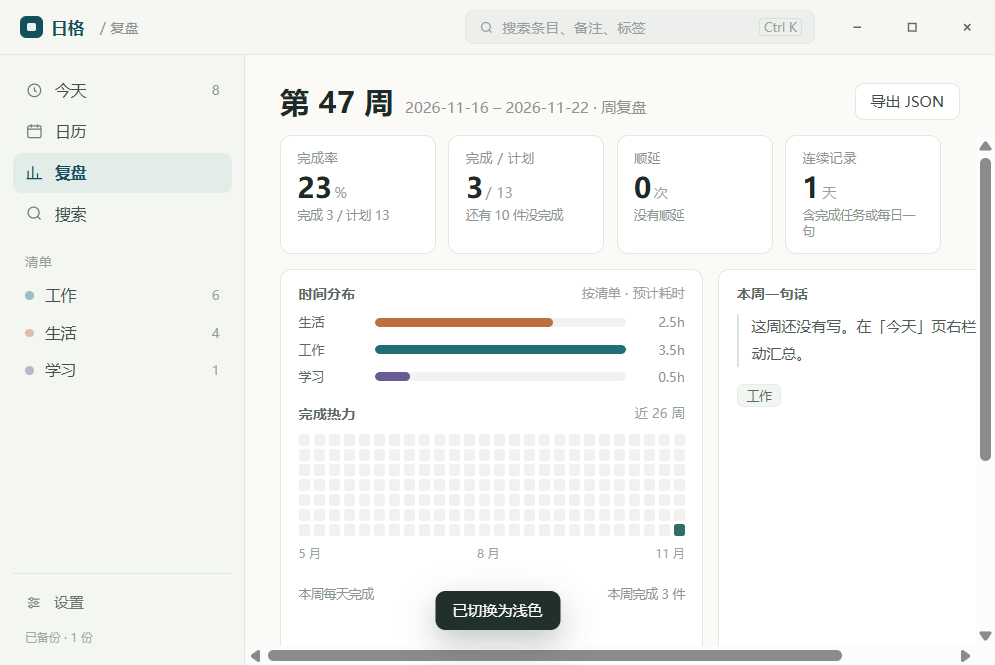 日格 / 复盘
搜索条目、备注、标签 Ctrl K
今天 8
日历
复盘
搜索
清单
工作 6
生活 4
学习 1
设置
已备份 · 1 份
第 47 周 2026-11-16 – 2026-11-22 · 周复盘
导出 JSON
完成率
23 %
完成 3 / 计划 13
完成 / 计划
3 / 13
还有 10 件没完成
顺延
0 次
没有顺延
连续记录
1 天
含完成任务或每日一
句
时间分布 按清单 · 预计耗时
生活 2.5h
工作 3.5h
学习 0.5h
完成热力 近 26 周
5 月 8 月 11 月
本周每天完成 本周完成 3 件
本周一句话
这周还没有写。在「今天」页右栏
动汇总。
工作
已切换为浅色